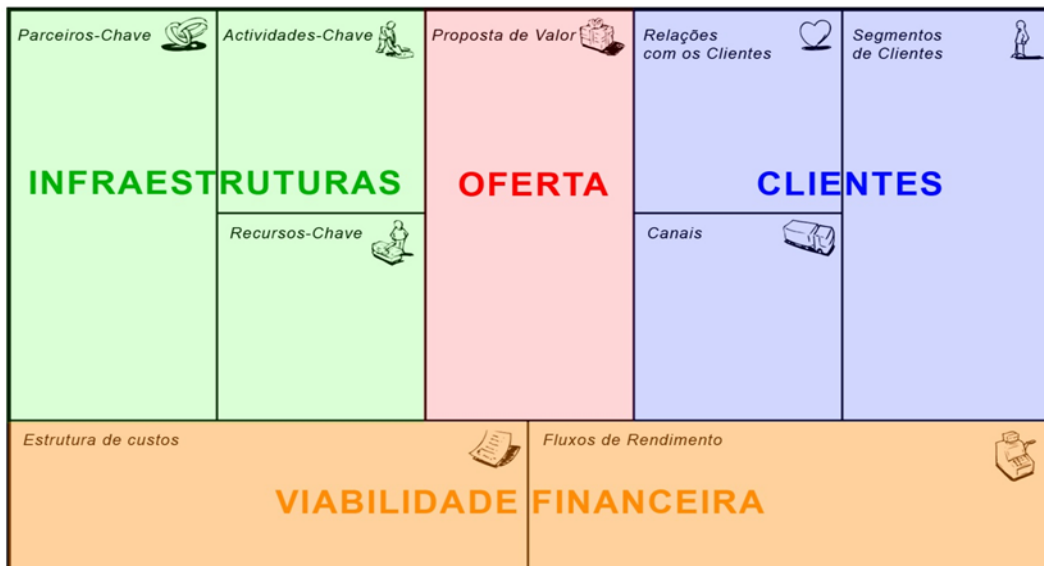 Parceiros-Chave
Actividades-Chave
Proposta de Valor
Relações
com os Clientes
Segmentos
de Clientes
INFRAESTRUTURAS
OFERTA
CLIENTES
Recursos-Chave
Canais
Estrutura de custos
Fluxos de Rendimento
VIABILIDADE FINANCEIRA